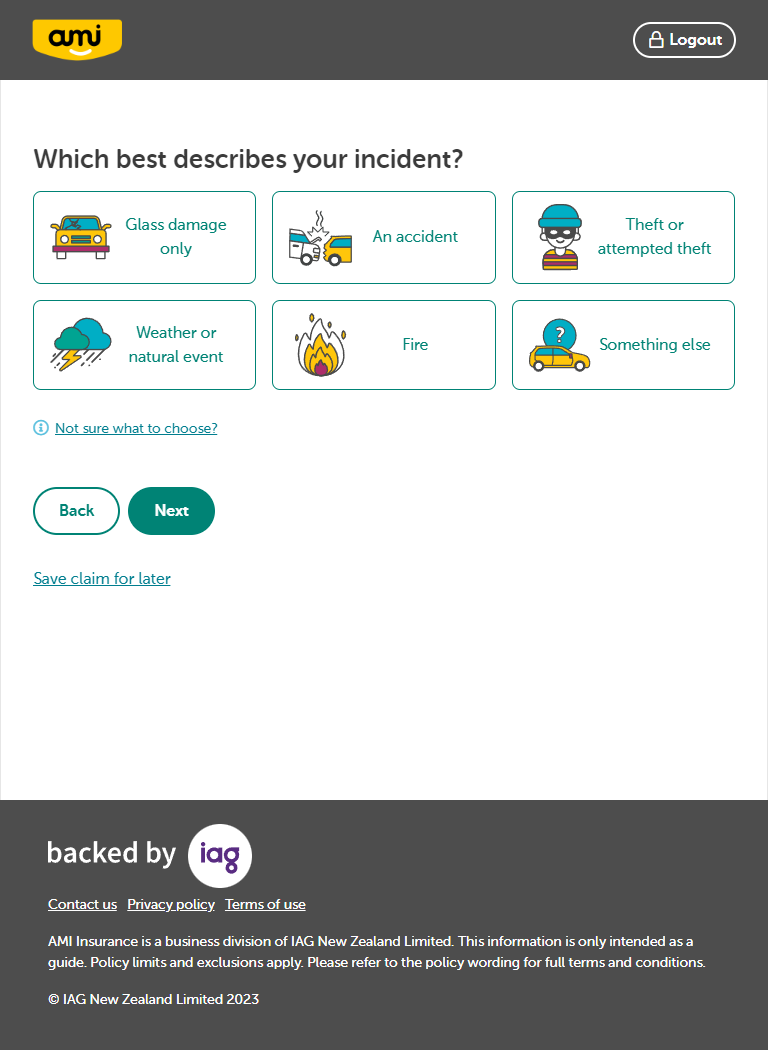 ami
Logout
Which best describes your incident?
Glass damage
only
An accident
Theft or
attempted theft
Weather or
natural event
Fire
?
Something else
Not sure what to choose?
Back
Next
Save claim for later
backed by iag
Contact us Privacy policy Terms of use
AMI Insurance is a business division of IAG New Zealand Limited. This information is only intended as a
guide. Policy limits and exclusions apply. Please refer to the policy wording for full terms and conditions.
© IAG New Zealand Limited 2023